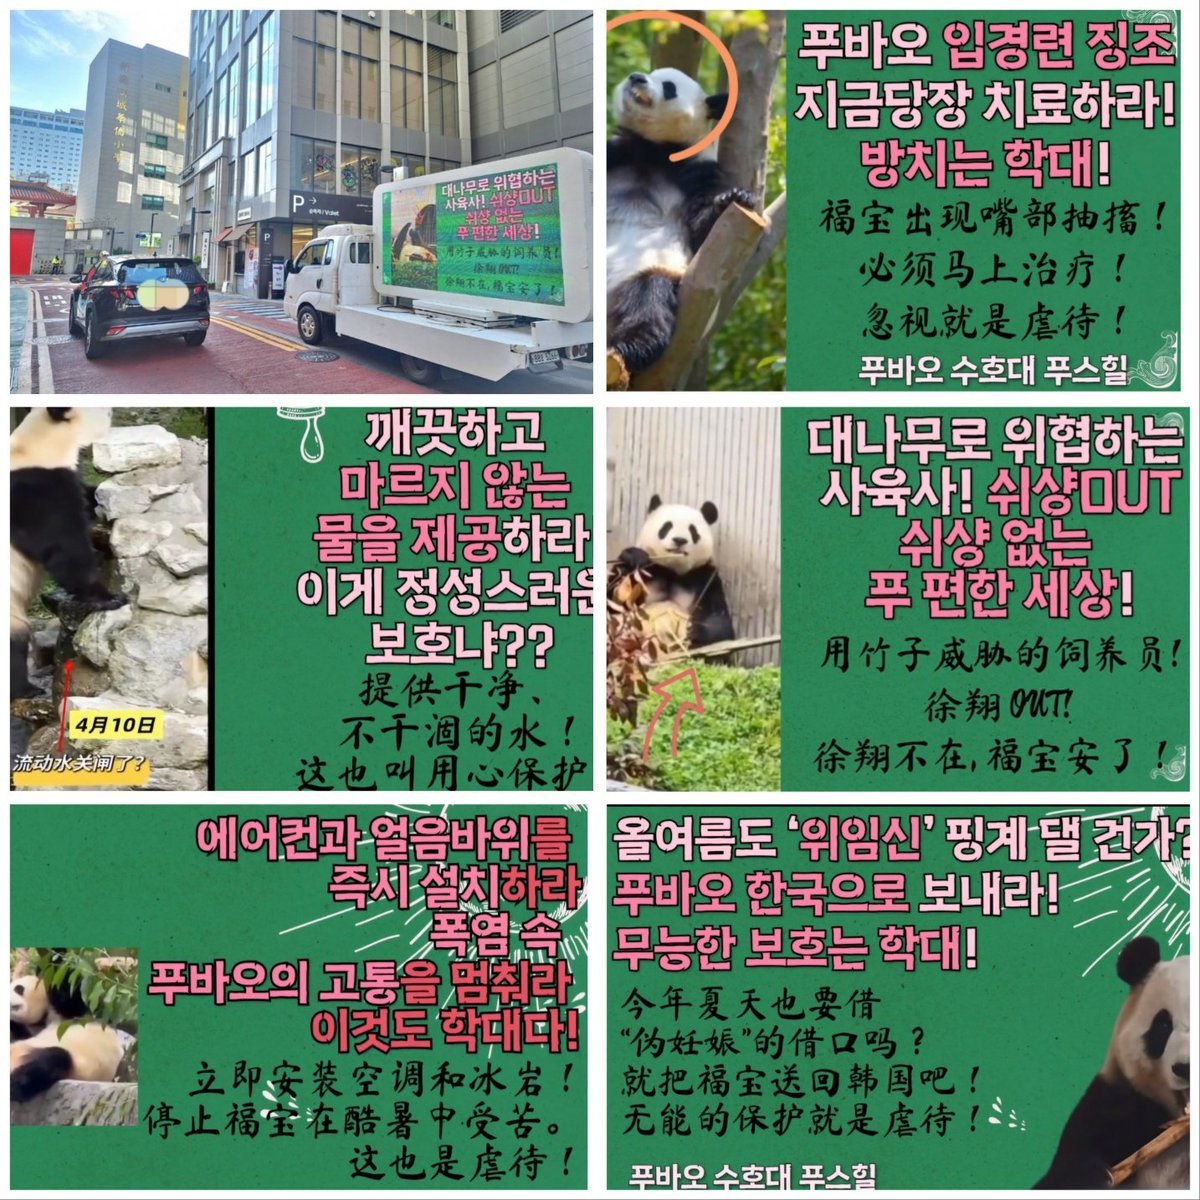 P→
순라길/Valet
대나무로 위협하는
사육사! 쉬샹OUT
쉬샹 없는
푸 편한 세상!
用竹子威胁的饲养员!
徐翔 OUT!
徐翔不在,福宝安了!
푸바오 입경련 징조
지금당장 치료하라!
방치는 학대!
福宝出现嘴部抽搐!
必须马上治疗!
忽视就是虐待!
푸바오 수호대 푸스힐
깨끗하고
마르지 않는
물을 제공하라
이게 정성스러운
보호냐??
提供干净、
不干涸的水!
这也叫用心保护
4月10日
流动水关闸了?
대나무로 위협하는
사육사! 쉬샹OUT
쉬샹 없는
푸 편한 세상!
用竹子威胁的饲养员!
徐翔 OUT!
徐翔不在,福宝安了!
에어컨과 얼음바위를
즉시 설치하라
폭염 속
푸바오의 고통을 멈춰라
이것도 학대다!
立即安装空调和冰岩!
停止福宝在酷暑中受苦。
这也是虐待!
올여름도 ‘위임신’ 핑계 댈 건가?
푸바오 한국으로 보내라!
무능한 보호는 학대!
今年夏天也要借
“伪妊娠”的借口吗?
就把福宝送回韩国吧!
无能的保护就是虐待!
푸바오 수호대 푸스힐